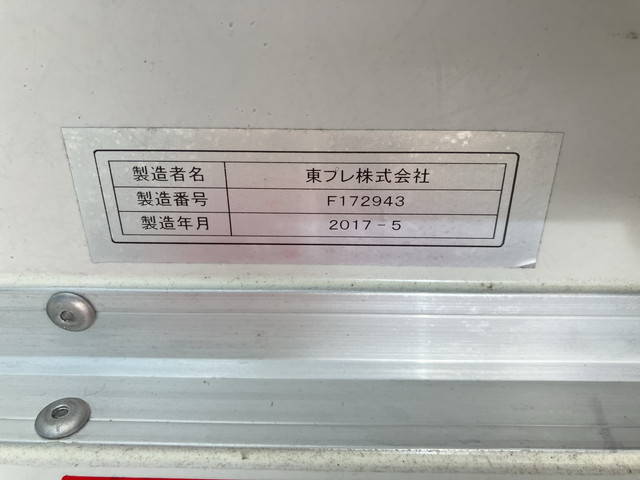 製造者名 東プレ株式会社
製造番号 F172943
製造年月 2017-5